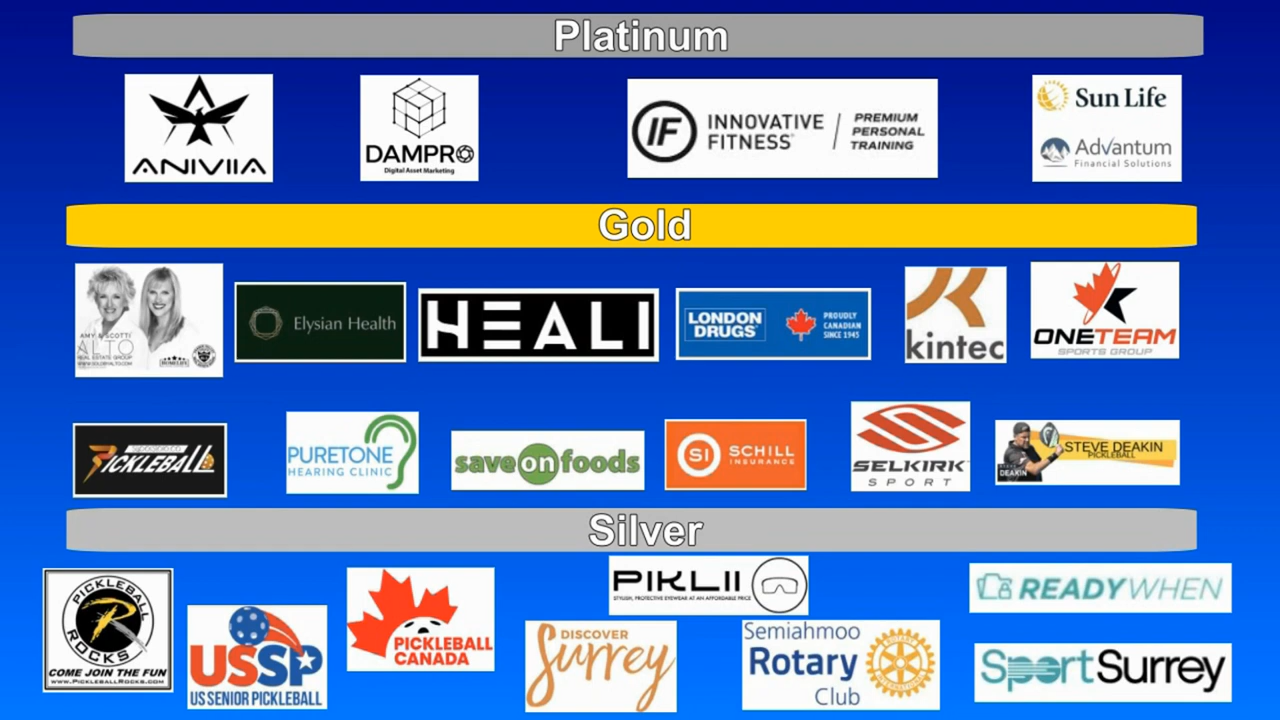 Platinum
ANIVIIA
DAMPRO
Digital Asset Marketing
IF
INNOVATIVE
FITNESS
PREMIUM
PERSONAL
TRAINING
Sun Life
Advantum
Financial Solutions
Gold
AMY & SCOTTI
ALTO
REAL ESTATE GROUP
Elysian Health
HEALI
LONDON
DRUGS
PROUDLY
CANADIAN
SINCE 1945
kintec
ONETEAM
SPORTS GROUP
PICKLEBALL
PURETONE
HEARING CLINIC
save on foods
SI
SCHILL
INSURANCE
SELKIRK
SPORT
STEVE
DEAKIN
STEVE DEAKIN
PICKLEBALL
Silver
PICKLEBALL
ROCKS
COME JOIN THE FUN
www.PickleballRocks.com
USSP
US SENIOR PICKLEBALL
PICKLEBALL
CANADA
PIKLII
STYLISH, PROTECTIVE EYEWEAR AT AN AFFORDABLE PRICE
DISCOVER
Surrey
Semiahmoo
Rotary
Club
READYWHEN
SportSurrey